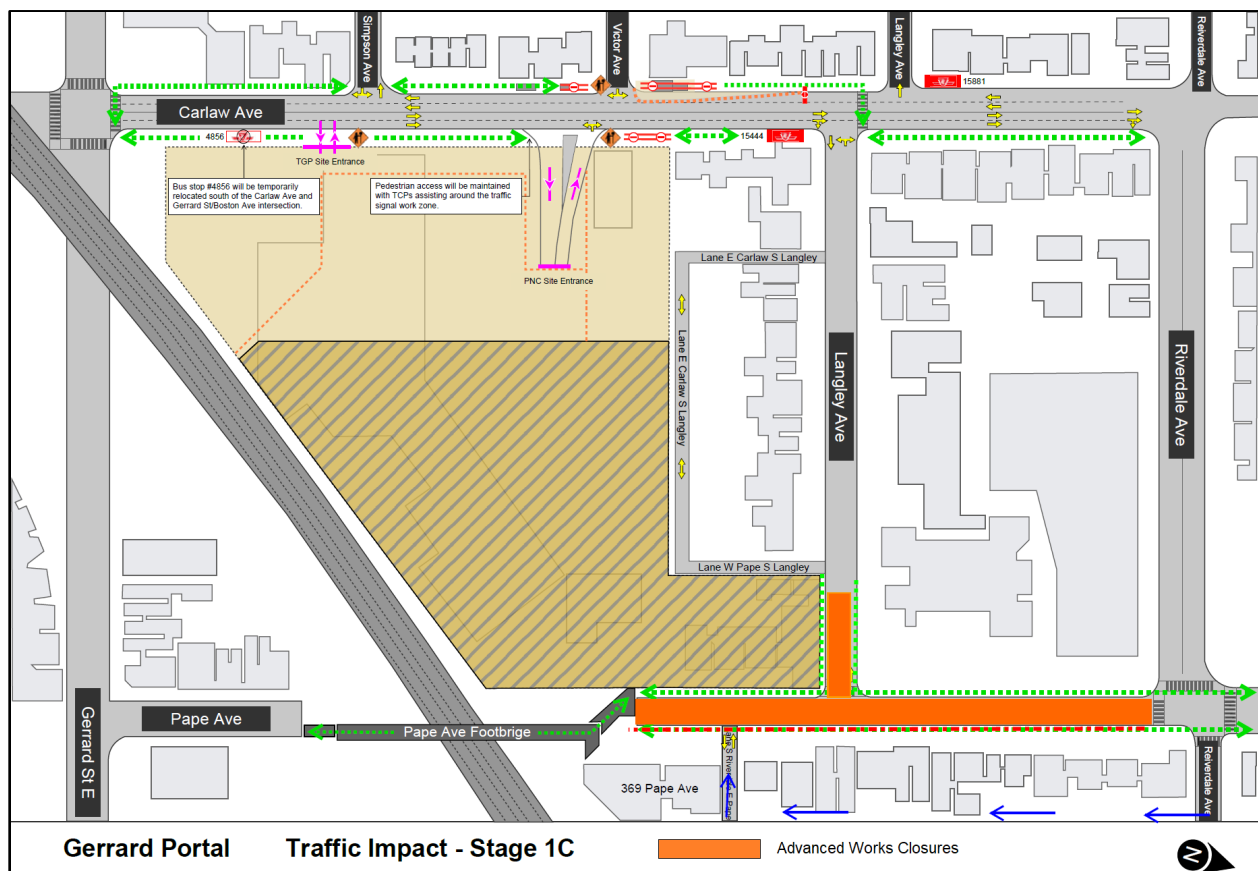 Simpson Ave
Victor Ave
Langley Ave
Reiverdale Ave
15881
Carlaw Ave
4856
15444
TGP Site Entrance
Bus stop #4856 will be temporarily
relocated south of the Carlaw Ave and
Gerrard St/Boston Ave intersection.
Pedestrian access will be maintained
with TCPs assisting around the traffic
signal work zone.
PNC Site Entrance
Lane E Carlaw S Langley
Lane E Carlaw S Langley
Langley Ave
Riverdale Ave
Lane W Pape S Langley
Gerrard St E
Pape Ave
Pape Ave Footbrige
Lane S Riverdale E Pape
Reiverdale Ave
369 Pape Ave
Gerrard Portal
Traffic Impact - Stage 1C
Advanced Works Closures
N